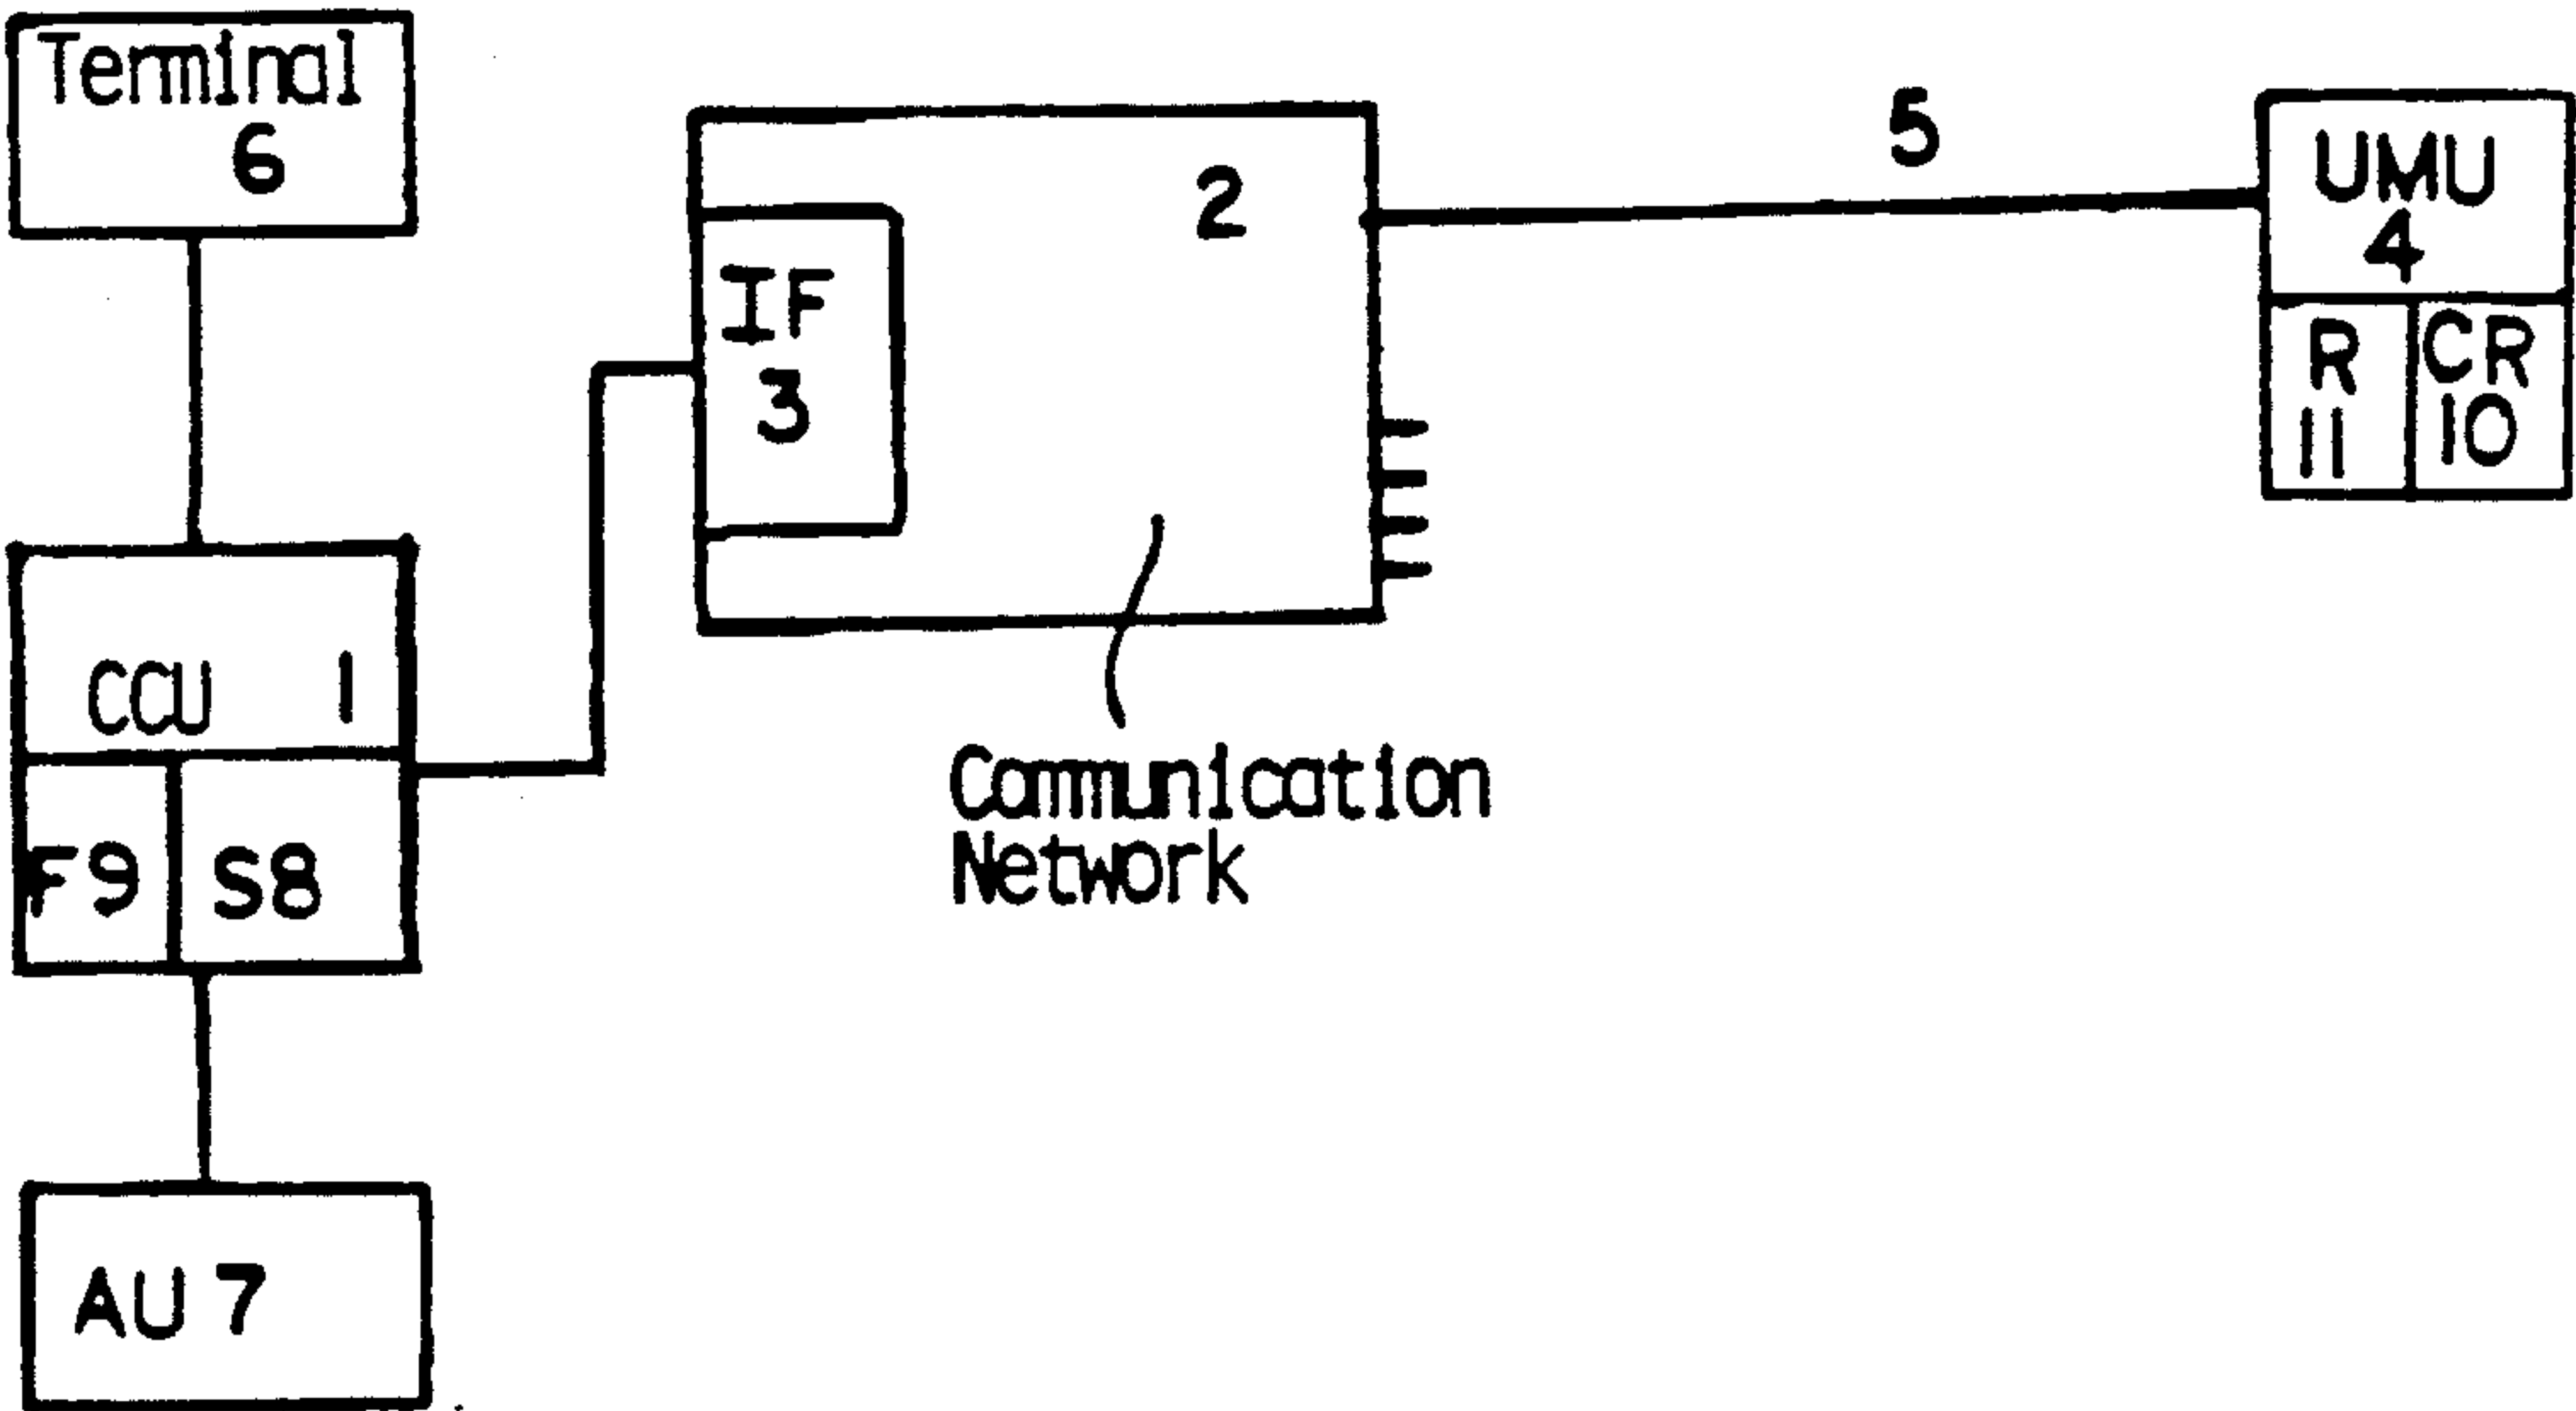 Terminal
6
5
UMU
4
2
IF
3
R
11
CR
10
CCU 1
Communication
Network
F9
S8
AU 7